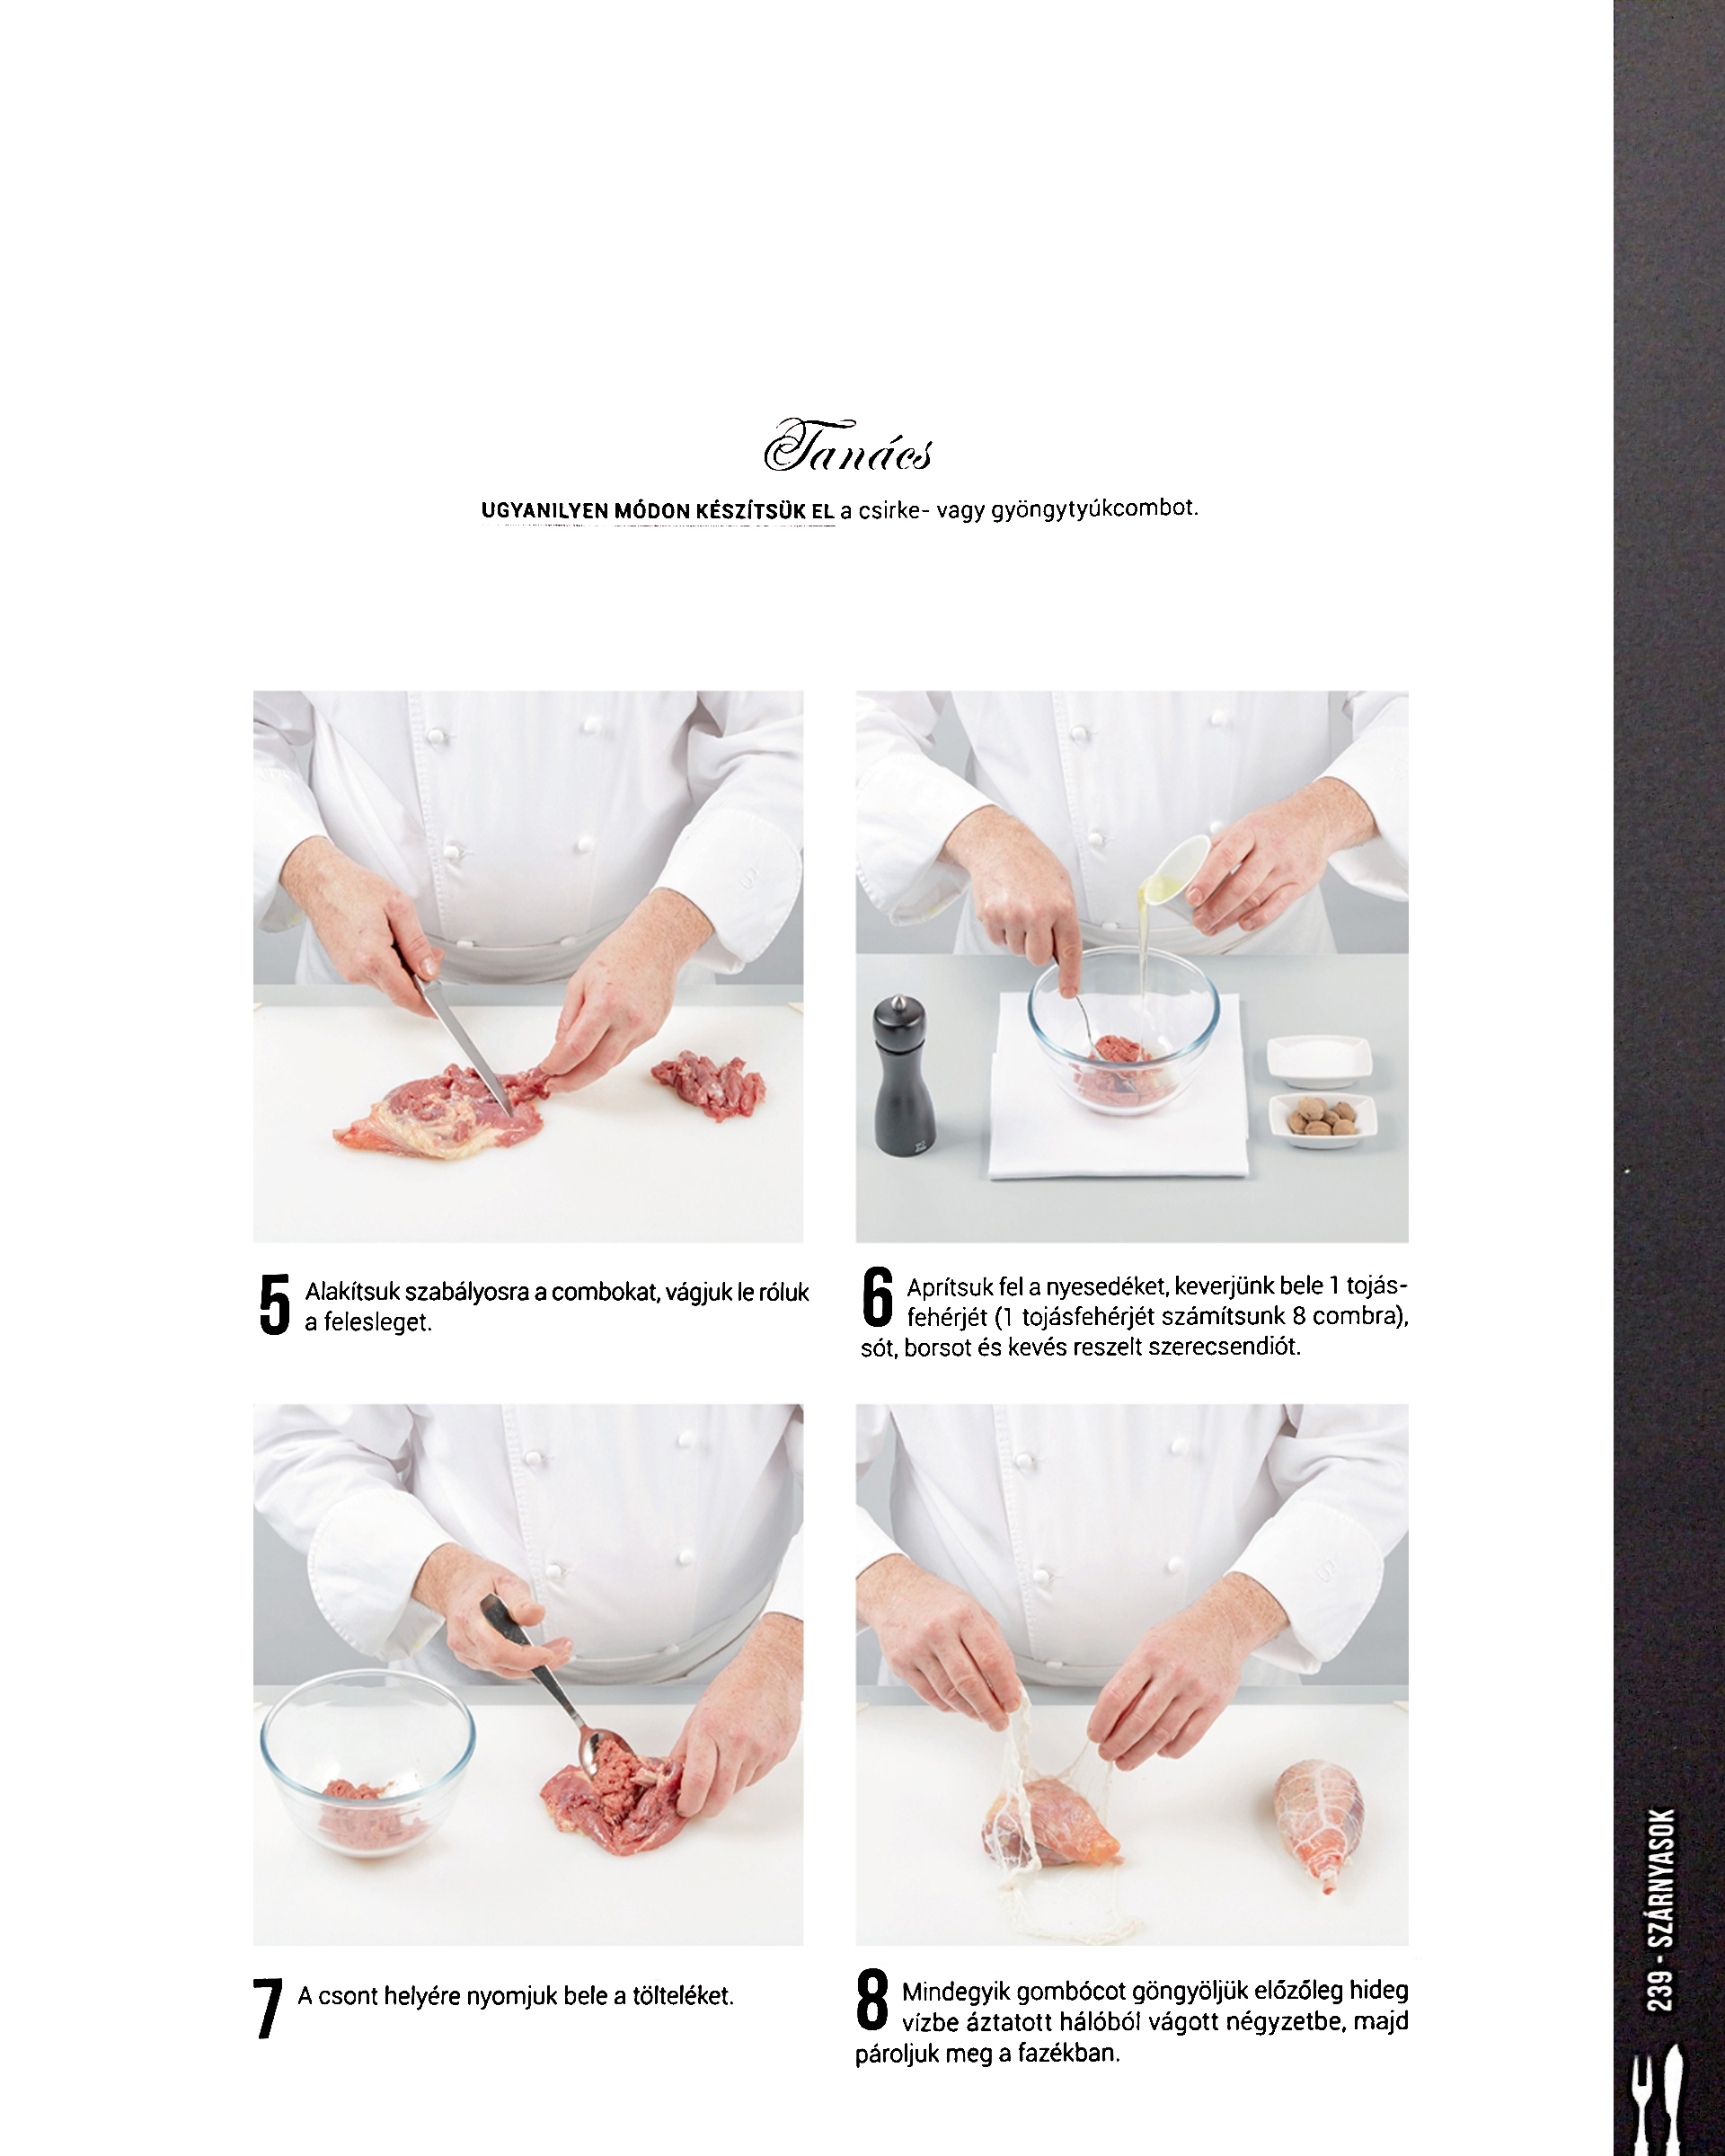 Tanács
UGYANILYEN MÓDON KÉSZÍTSÜK EL a csirke- vagy gyöngytyúkcombot.
5 Alakítsuk szabályosra a combokat, vágjuk le róluk
a felesleget.
6 Aprítsuk fel a nyesedéket, keverjünk bele 1 tojás-
fehérjét (1 tojásfehérjét számítsunk 8 combra),
sót, borsot és kevés reszelt szerecsendiót.
7 A csont helyére nyomjuk bele a tölteléket.
8 Mindegyik gombócot göngyöljük előzőleg hideg
vízbe áztatott hálóból vágott négyzetbe, majd
pároljuk meg a fazékban.
239 • SZÁRNYASOK